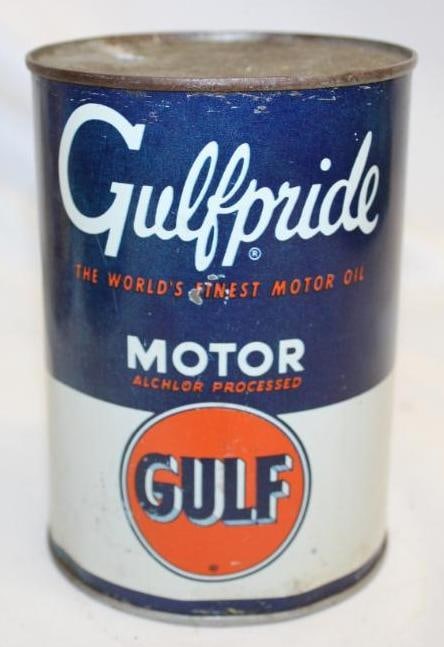 Gulfpride
®
THE WORLD'S FINEST MOTOR OIL
MOTOR
ALCHLOR PROCESSED
GULF